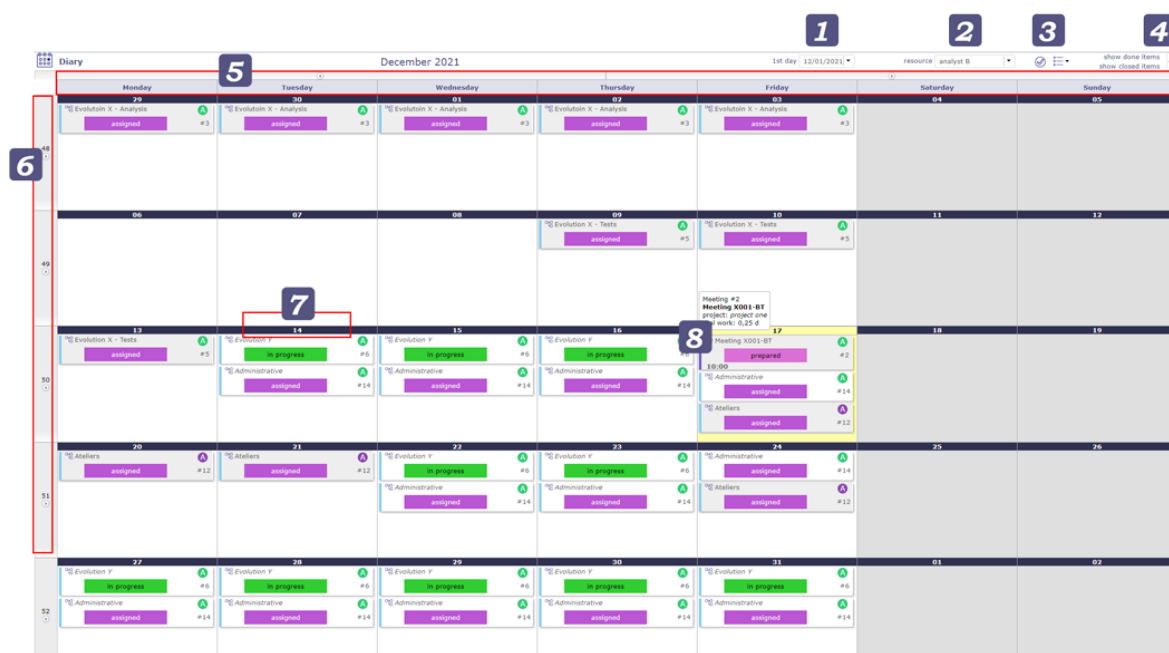 1 2 3 4
Diary
December 2021
1st day 12/01/2021
resource analyst B
show done items
show closed items
5
Monday Tuesday Wednesday Thursday Friday Saturday Sunday
29 30 01 02 03 04 05
Evolutoin X - Analysis A Evolutoin X - Analysis A Evolutoin X - Analysis A Evolutoin X - Analysis A Evolutoin X - Analysis A
assigned #3 assigned #3 assigned #3 assigned #3 assigned #3
48
6
06 07 08 09 10 11 12
Evolution X - Tests A Evolution X - Tests A
assigned #5 assigned #5
49
7
Meeting #2
Meeting X001-BT
project: project one
work: 0,25 d
8
13 14 15 16 17 18 19
Evolution X - Tests A Evolution Y A Evolution Y A Evolution Y Meeting X001-BT A
assigned #5 in progress #6 in progress #6 in progress prepared #2
10:00
Administrative A Administrative A Administrative A Administrative A
assigned #14 assigned #14 assigned #14 assigned #14
50
Ateliers A
assigned #12
20 21 22 23 24 25 26
Ateliers A Ateliers A Evolution Y A Evolution Y A Administrative A
assigned #12 assigned #12 in progress #6 in progress #6 assigned #14
Administrative A Administrative A Ateliers A
51 assigned #14 assigned #14 assigned #12
27 28 29 30 31 01 02
Evolution Y A Evolution Y A Evolution Y A Evolution Y A Evolution Y A
in progress #6 in progress #6 in progress #6 in progress #6 in progress #6
Administrative A Administrative A Administrative A Administrative A Administrative A
52 assigned #14 assigned #14 assigned #14 assigned #14 assigned #14